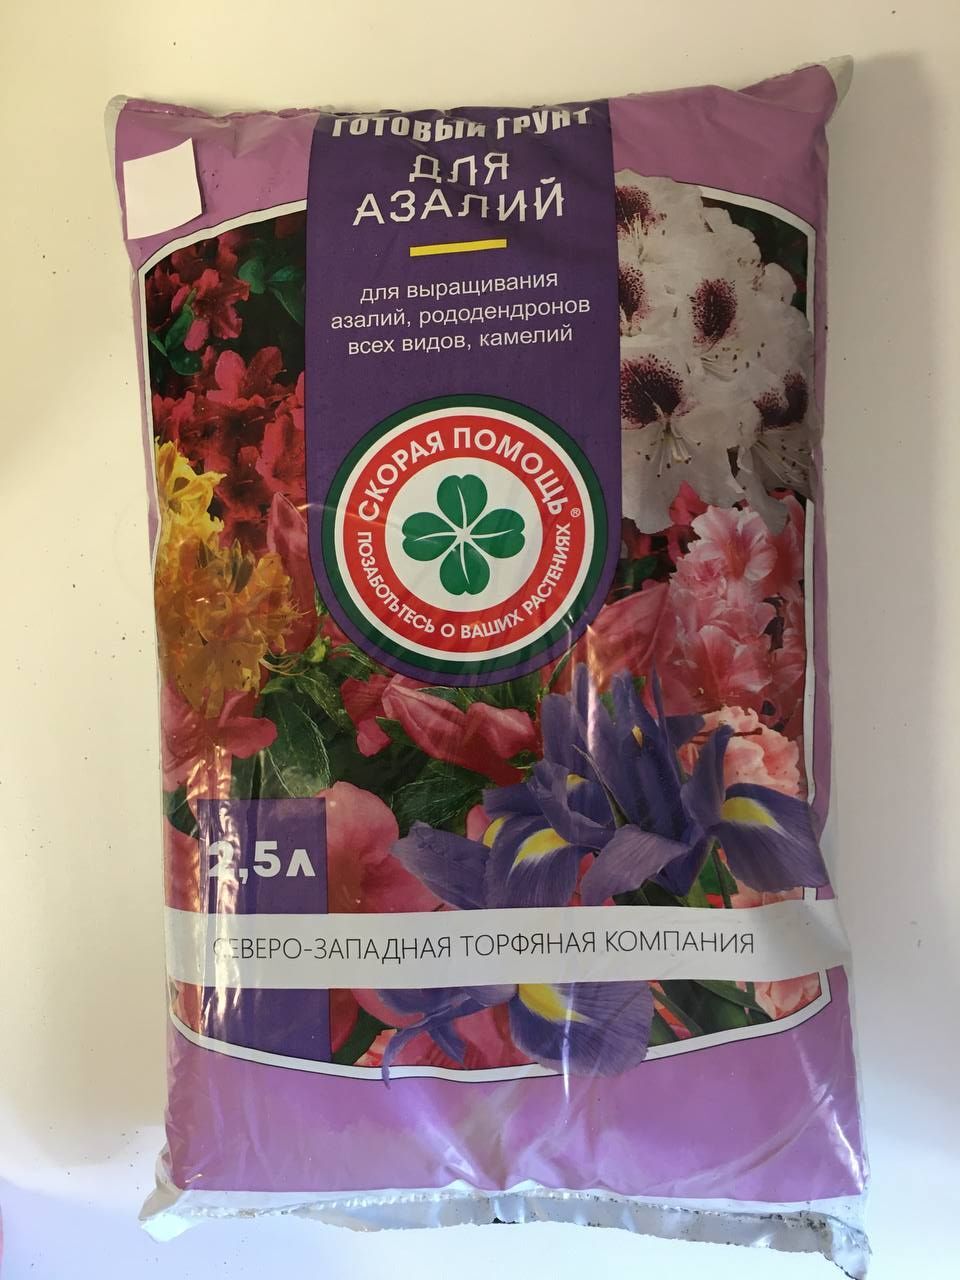 ГОТОВЫЙ ГРУНТ
ДЛЯ
АЗАЛИЙ
для выращивания
азалий, рододендронов
всех видов, камелий
СКОРАЯ ПОМОЩЬ®
ПОЗАБОТЬТЕСЬ О ВАШИХ РАСТЕНИЯХ
2,5л
СЕВЕРО-ЗАПАДНАЯ ТОРФЯНАЯ КОМПАНИЯ